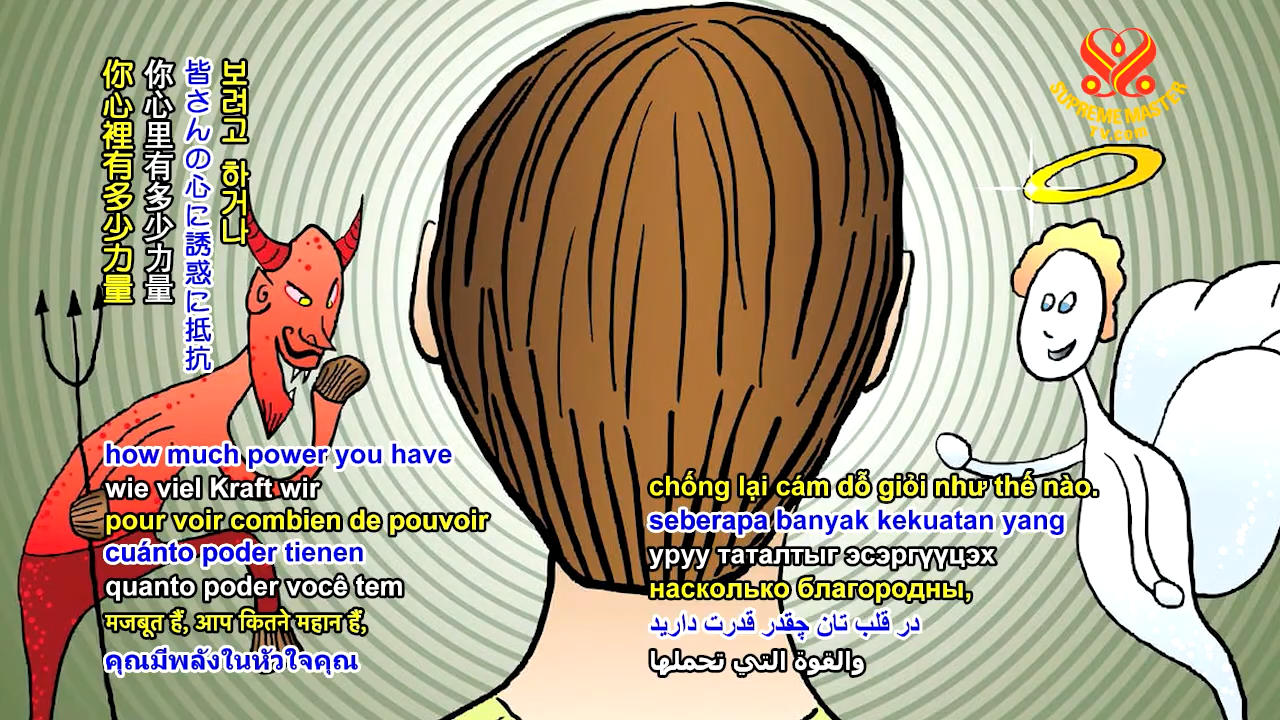 보려고 하거나
皆さんの心に誘惑に抵抗
你心里有多少力量
你心裡有多少力量
SUPREME MASTER
TV.com
how much power you have
wie viel Kraft wir
pour voir combien de pouvoir
cuánto poder tienen
quanto poder você tem
मजबूत हैं, आप कितने महान हैं,
คุณมีพลังในหัวใจคุณ
chống lại cám dỗ giỏi như thế nào.
seberapa banyak kekuatan yang
уруу таталтыг эсэргүүцэх
насколько благородны,
در قلب تان چقدر قدرت دارید
والقوة التي تحملها